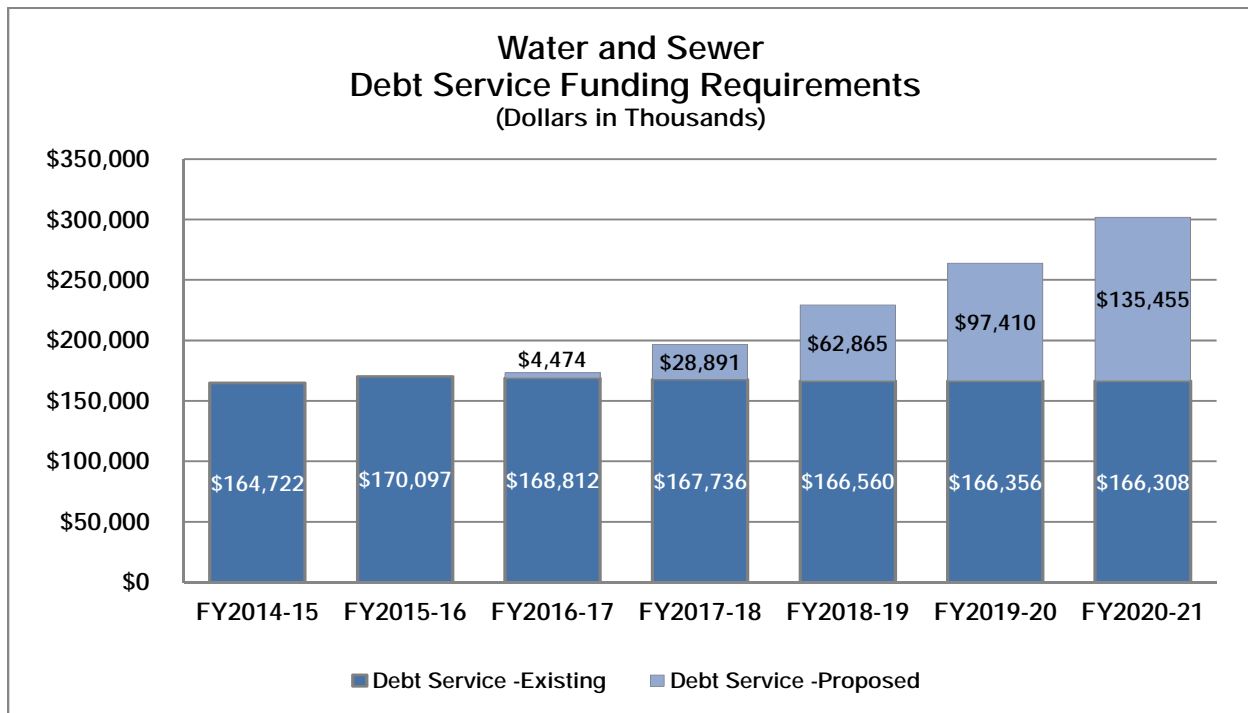 Water and Sewer
Debt Service Funding Requirements
(Dollars in Thousands)
$350,000
$300,000
$250,000
$200,000
$150,000
$100,000
$50,000
$0
$135,455
$97,410
$62,865
$4,474
$28,891
$164,722
$170,097
$168,812
$167,736
$166,560
$166,356
$166,308
FY2014-15
FY2015-16
FY2016-17
FY2017-18
FY2018-19
FY2019-20
FY2020-21
Debt Service -Existing
Debt Service -Proposed